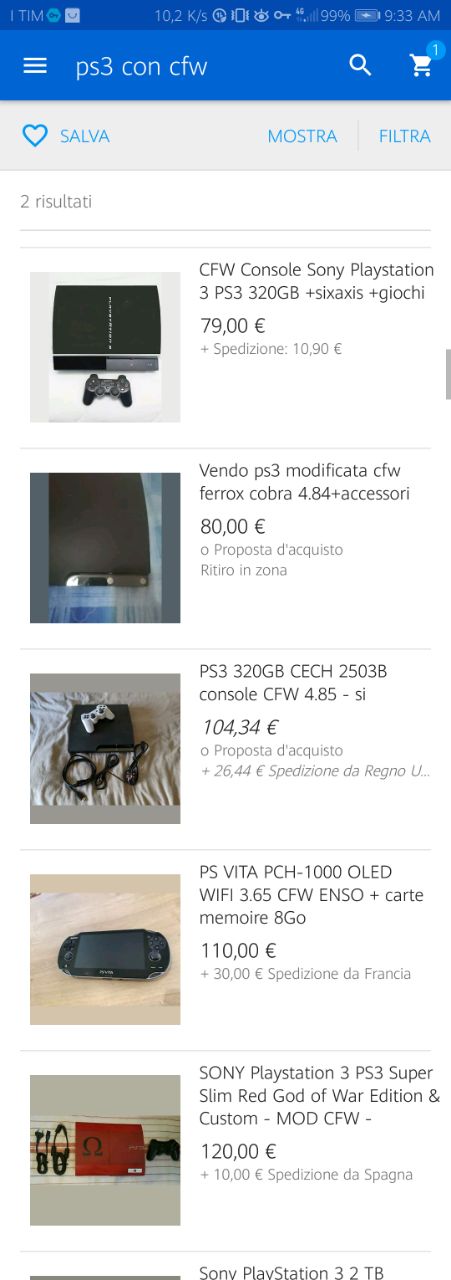 I TIM 10,2 K/s 4G 99% 9:33 AM
ps3 con cfw 1
SALVA MOSTRA FILTRA
2 risultati
CFW Console Sony Playstation
3 PS3 320GB +sixaxis +giochi
79,00 €
+ Spedizione: 10,90 €
Vendo ps3 modificata cfw
ferrox cobra 4.84+accessori
80,00 €
o Proposta d'acquisto
Ritiro in zona
PS3 320GB CECH 2503B
console CFW 4.85 - si
104,34 €
o Proposta d'acquisto
+ 26,44 € Spedizione da Regno U...
PS VITA PCH-1000 OLED
WIFI 3.65 CFW ENSO + carte
memoire 8Go
110,00 €
+ 30,00 € Spedizione da Francia
SONY Playstation 3 PS3 Super
Slim Red God of War Edition &
Custom - MOD CFW -
120,00 €
+ 10,00 € Spedizione da Spagna
Sony PlayStation 3 2 TB